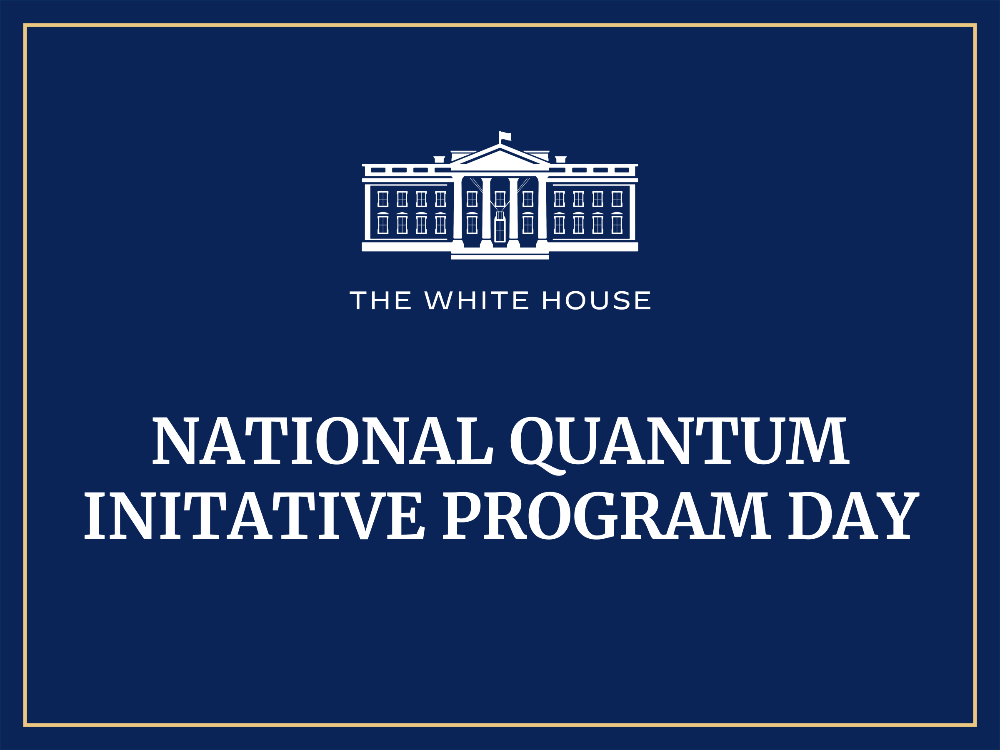 THE WHITE HOUSE
NATIONAL QUANTUM
INITATIVE PROGRAM DAY